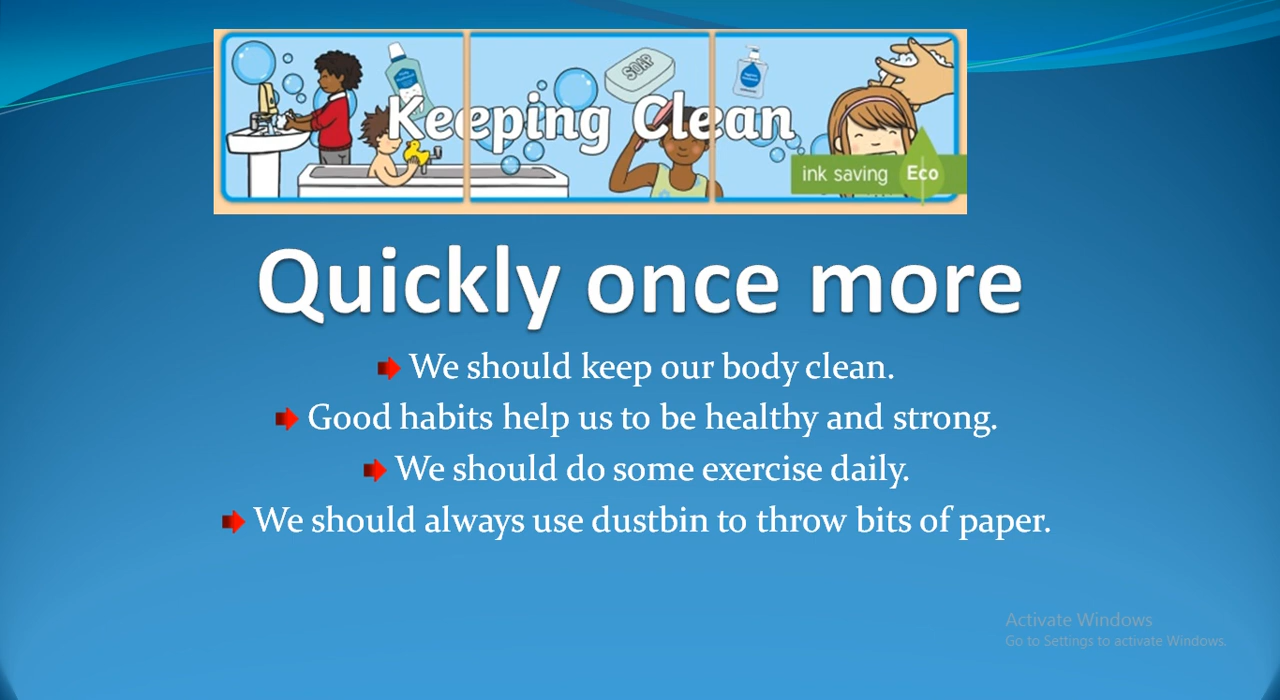 SOAP
Keeping Clean
ink saving Eco
Quickly once more
We should keep our body clean.
Good habits help us to be healthy and strong.
We should do some exercise daily.
We should always use dustbin to throw bits of paper.
Activate Windows
Go to Settings to activate Windows.